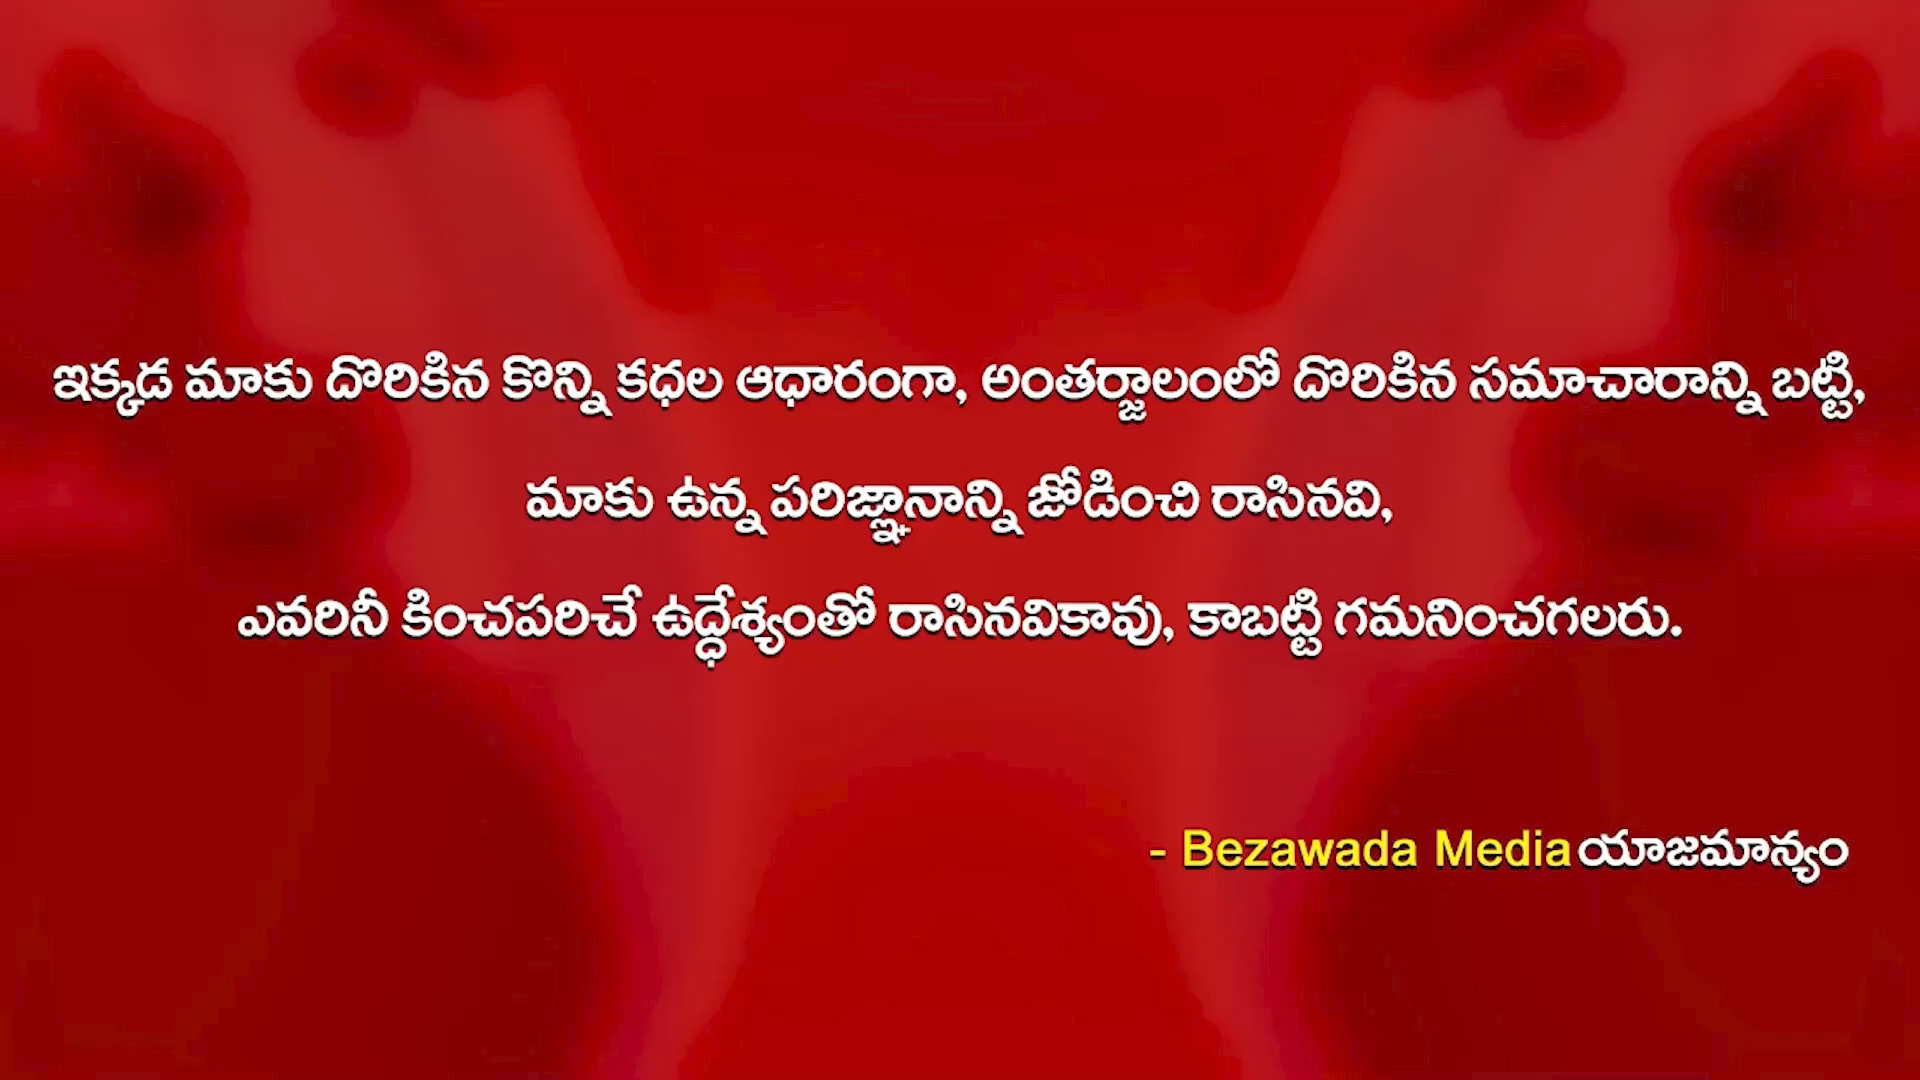 ఇక్కడ మాకు దొరికిన కొన్ని కధల ఆధారంగా, అంతర్జాలంలో దొరికిన సమాచారాన్ని బట్టి,
మాకు ఉన్న పరిజ్ఞానాన్ని జోడించి రాసినవి,
ఎవరినీ కించపరిచే ఉద్ధేశ్యంతో రాసినవికావు, కాబట్టి గమనించగలరు.
- Bezawada Media యాజమాన్యం